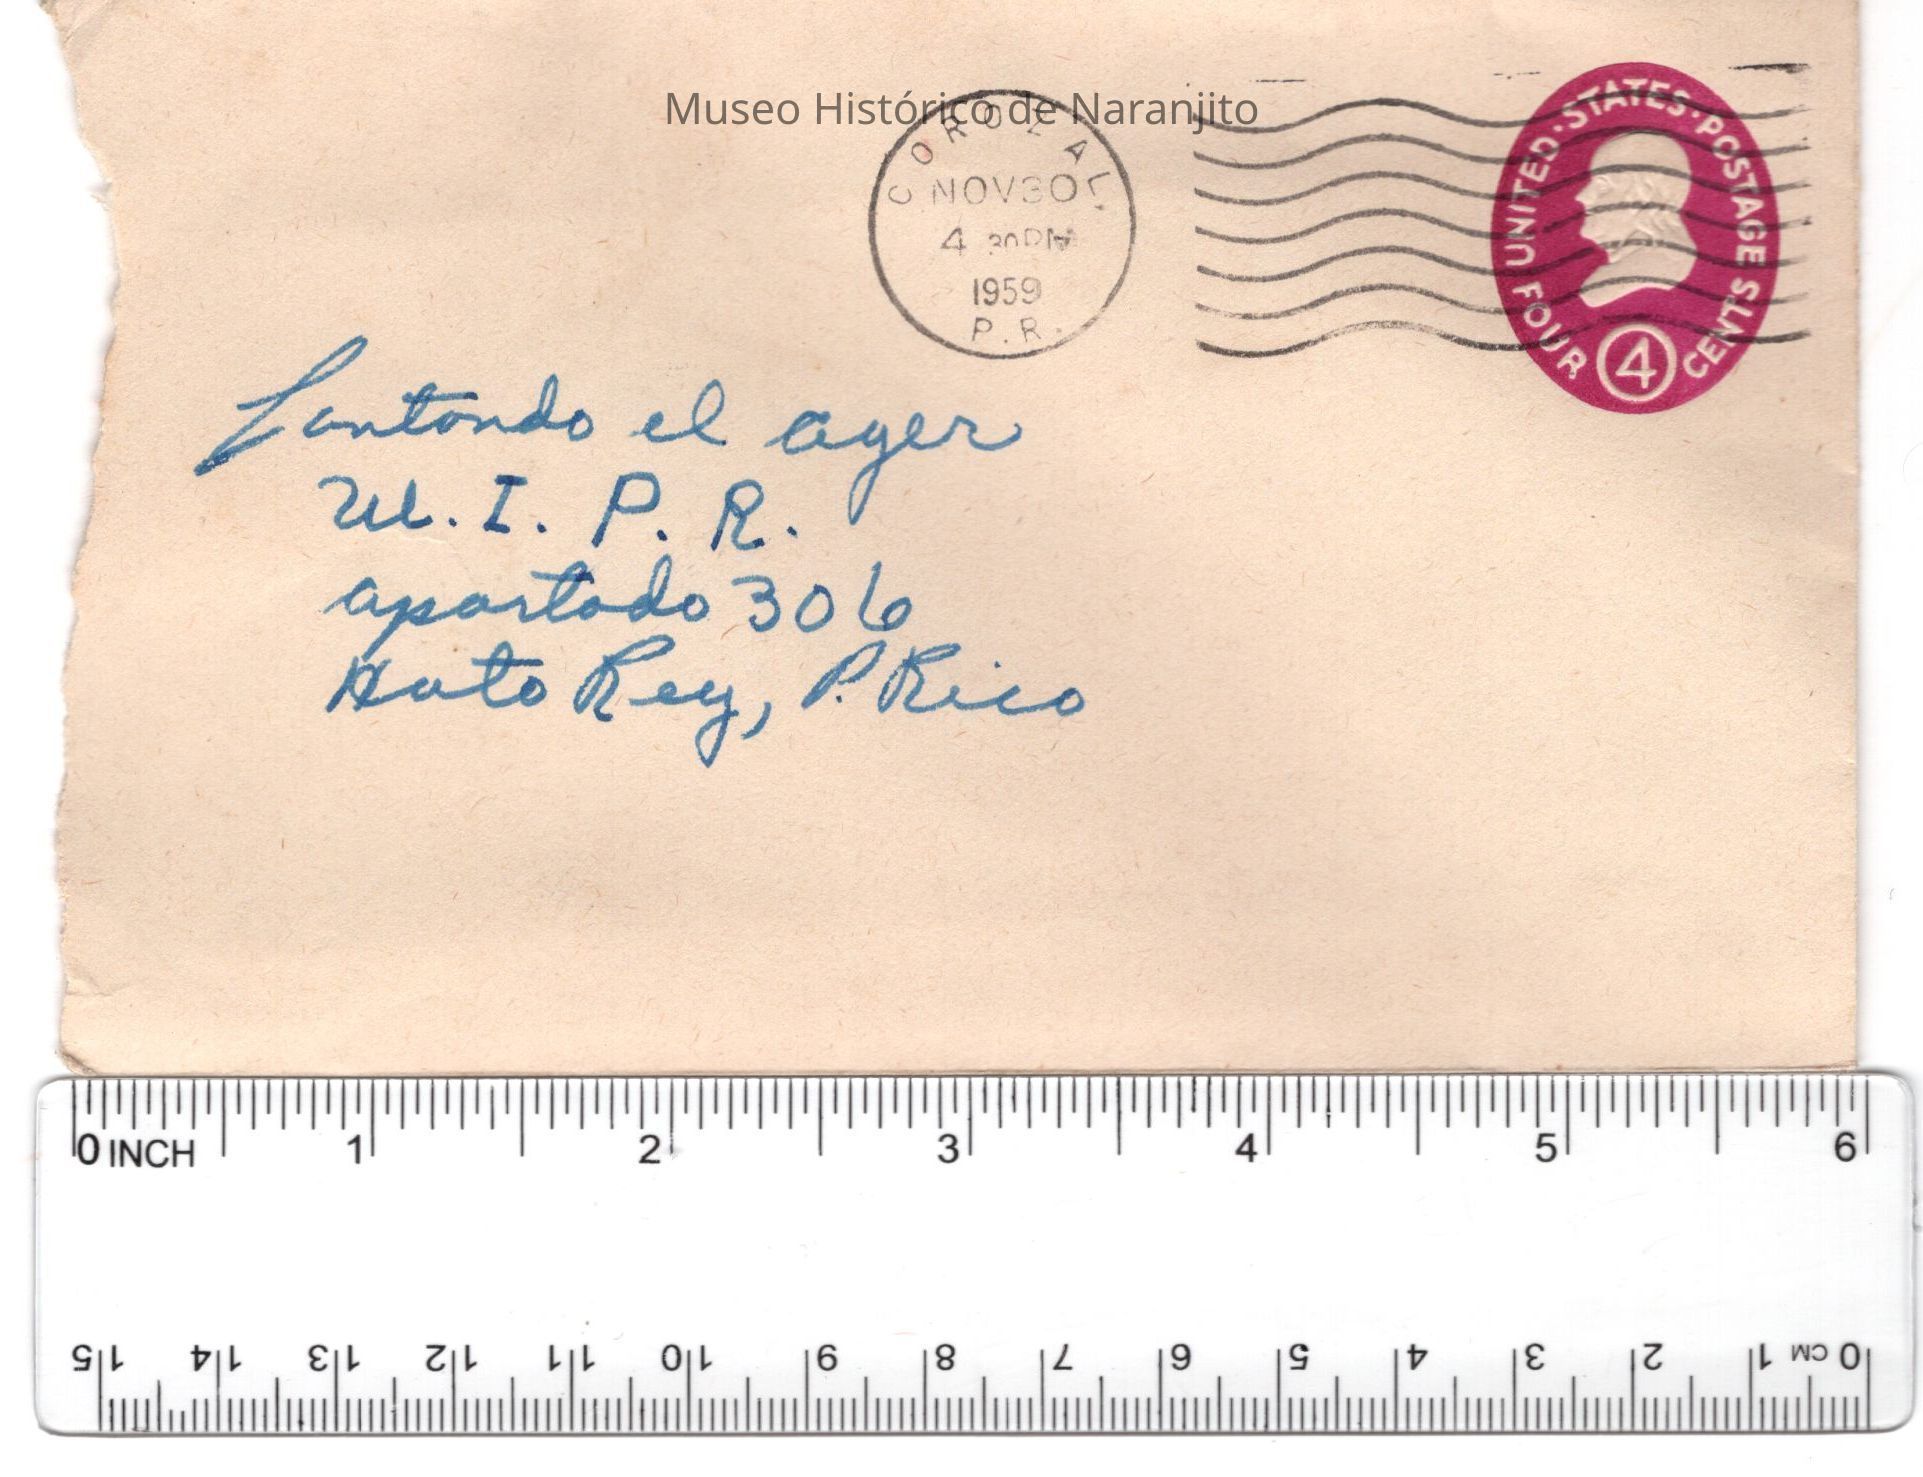 Museo Histórico de Naranjito
COROZAL
NOV 30
4 30 PM
1959
P.R.
UNITED·STATES·POSTAGE
FOUR 4 CENTS
Cantando el ayer
W. I. P. R.
apartado 306
Hato Rey, P. Rico
0 INCH 1 2 3 4 5 6
15 14 13 12 11 10 9 8 7 6 5 4 3 2 1 CM 0